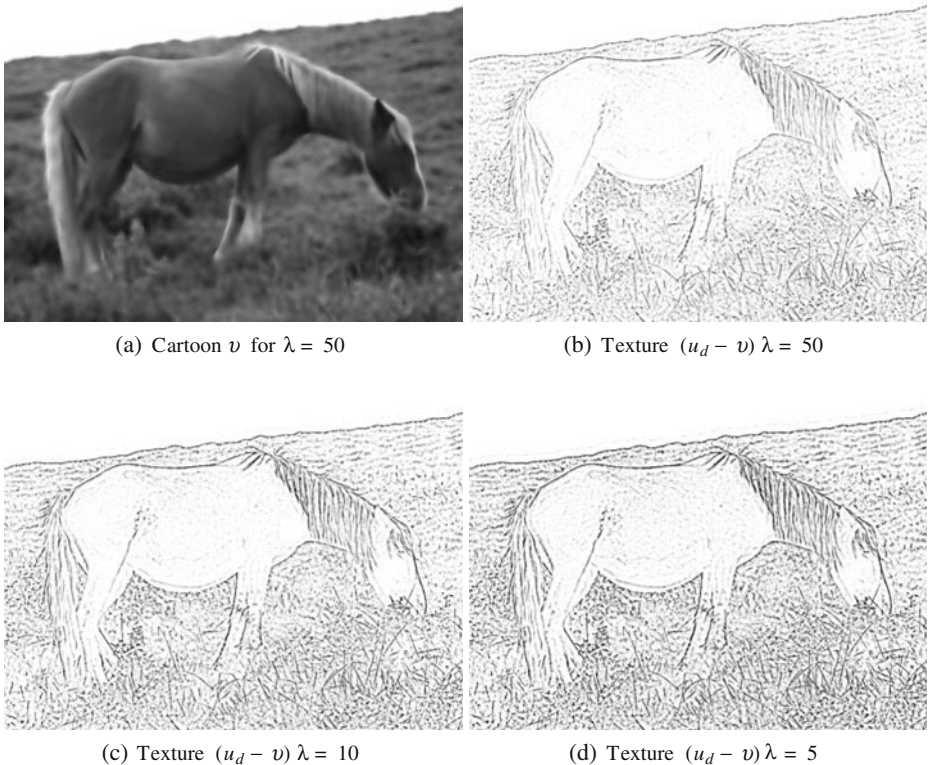 (a) Cartoon υ for λ = 50
(b) Texture (u_d − υ) λ = 50
(c) Texture (u_d − υ) λ = 10
(d) Texture (u_d − υ) λ = 5